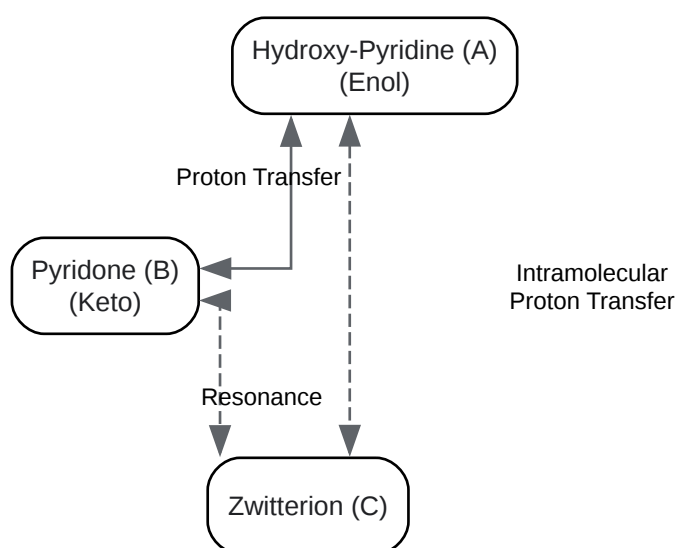 Hydroxy-Pyridine (A)
(Enol)
Proton Transfer
Pyridone (B)
(Keto)
Intramolecular
Proton Transfer
Resonance
Zwitterion (C)